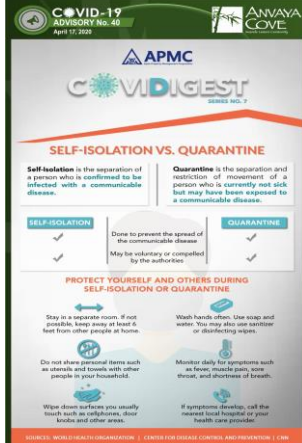 COVID-19
ADVISORY No. 40
April 17, 2020
ANVAYA
COVE
APMC
COVIDIGEST
SERIES NO. 7
SELF-ISOLATION VS. QUARANTINE
Self-Isolation is the separation of
a person who is confirmed to be
infected with a communicable
disease.
Quarantine is the separation and
restriction of movement of a
person who is currently not sick
but may have been exposed to
a communicable disease.
SELF-ISOLATION
QUARANTINE
Done to prevent the spread of
the communicable disease
May be voluntary or compelled
by the authorities
PROTECT YOURSELF AND OTHERS DURING
SELF-ISOLATION OR QUARANTINE
Stay in a separate room. If not
possible, keep away at least 6
feet from other people at home.
Wash hands often. Use soap and
water. You may also use sanitizer
or disinfecting wipes.
Do not share personal items such
as utensils and towels with other
people in your household.
Monitor daily for symptoms such
as fever, muscle pain, sore
throat, and shortness of breath.
Wipe down surfaces you usually
touch such as cellphones, door
knobs and other areas.
If symptoms develop, call the
nearest local hospital or your
health care provider.
SOURCES: WORLD HEALTH ORGANIZATION | CENTER FOR DISEASE CONTROL AND PREVENTION | CNN